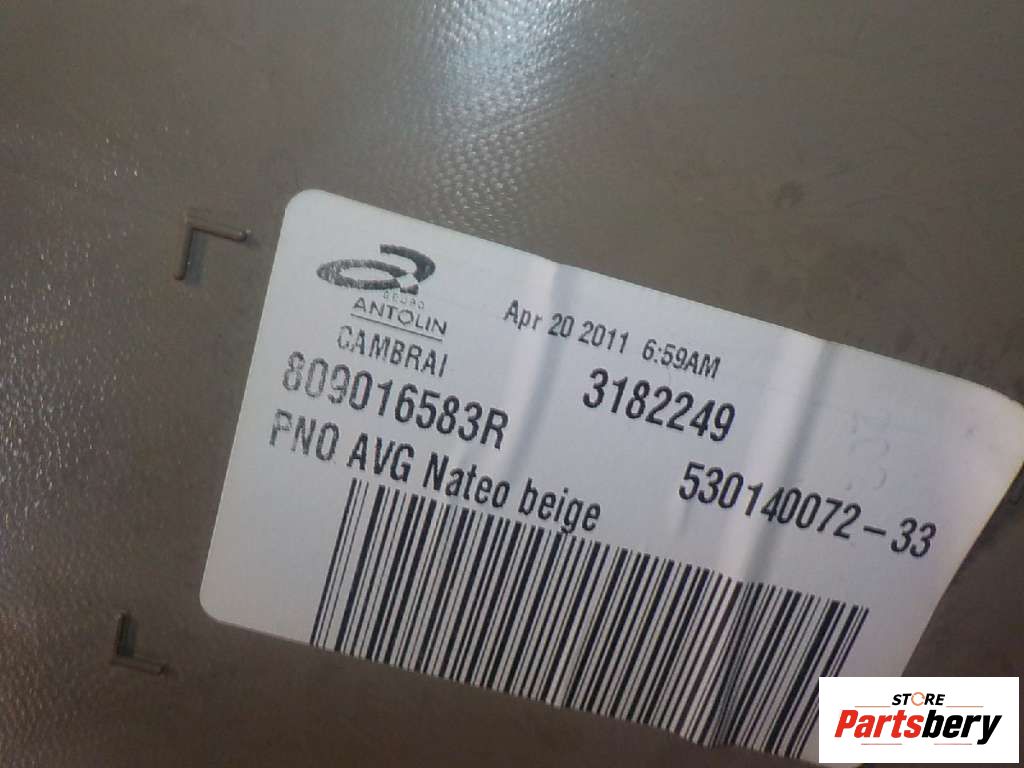 GRUPO
ANTOLIN
CAMBRAI
Apr 20 2011 6:59AM
809016583R
3182249
PNO AVG Nateo beige
530140072-33
STORE
Partsbery